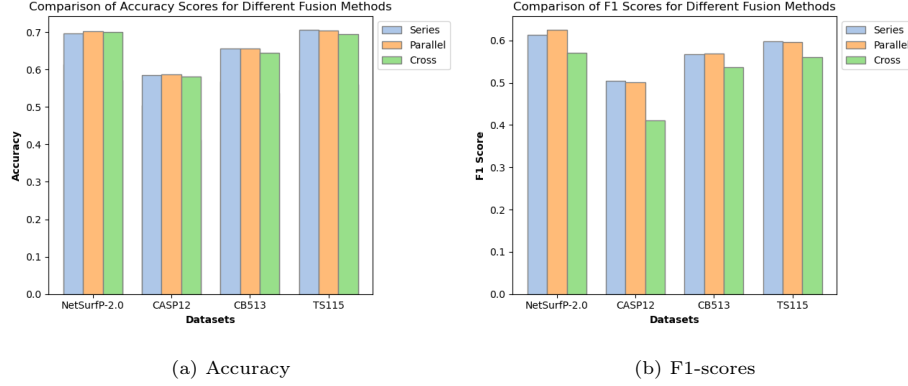 Comparison of Accuracy Scores for Different Fusion Methods
0.7
0.6
0.5
0.4
0.3
0.2
0.1
0.0
Accuracy
NetSurfP-2.0 CASP12 CB513 TS115
Datasets
Series
Parallel
Cross
(a) Accuracy
Comparison of F1 Scores for Different Fusion Methods
0.6
0.5
0.4
0.3
0.2
0.1
0.0
F1 Score
NetSurfP-2.0 CASP12 CB513 TS115
Datasets
Series
Parallel
Cross
(b) F1-scores